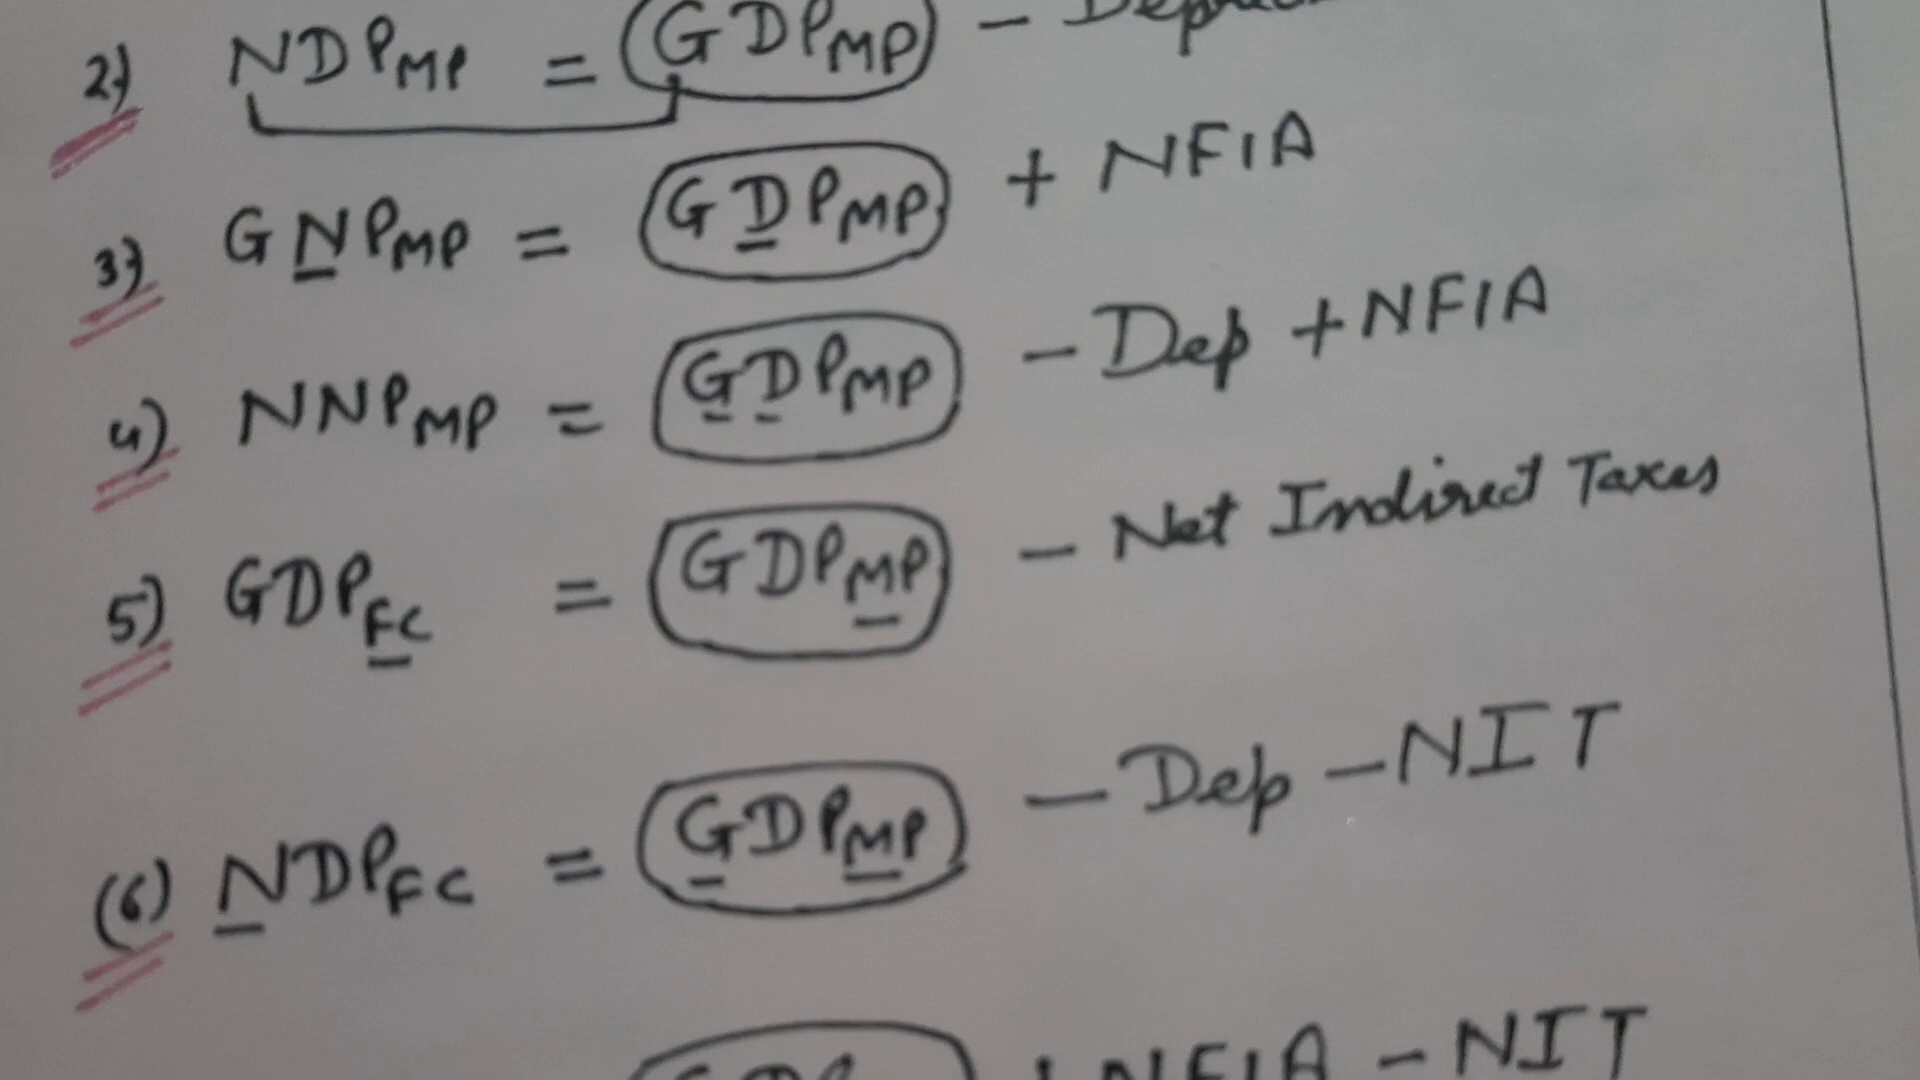 2) NDPMP = GDPMP -
3) GNPMP = GDPMP + NFIA
4) NNPMP = GDPMP - Dep + NFIA
5) GDPFC = GDPMP - Net Indirect Taxes
(6) NDPFC = GDPMP - Dep - NIT
+ NFIA - NIT